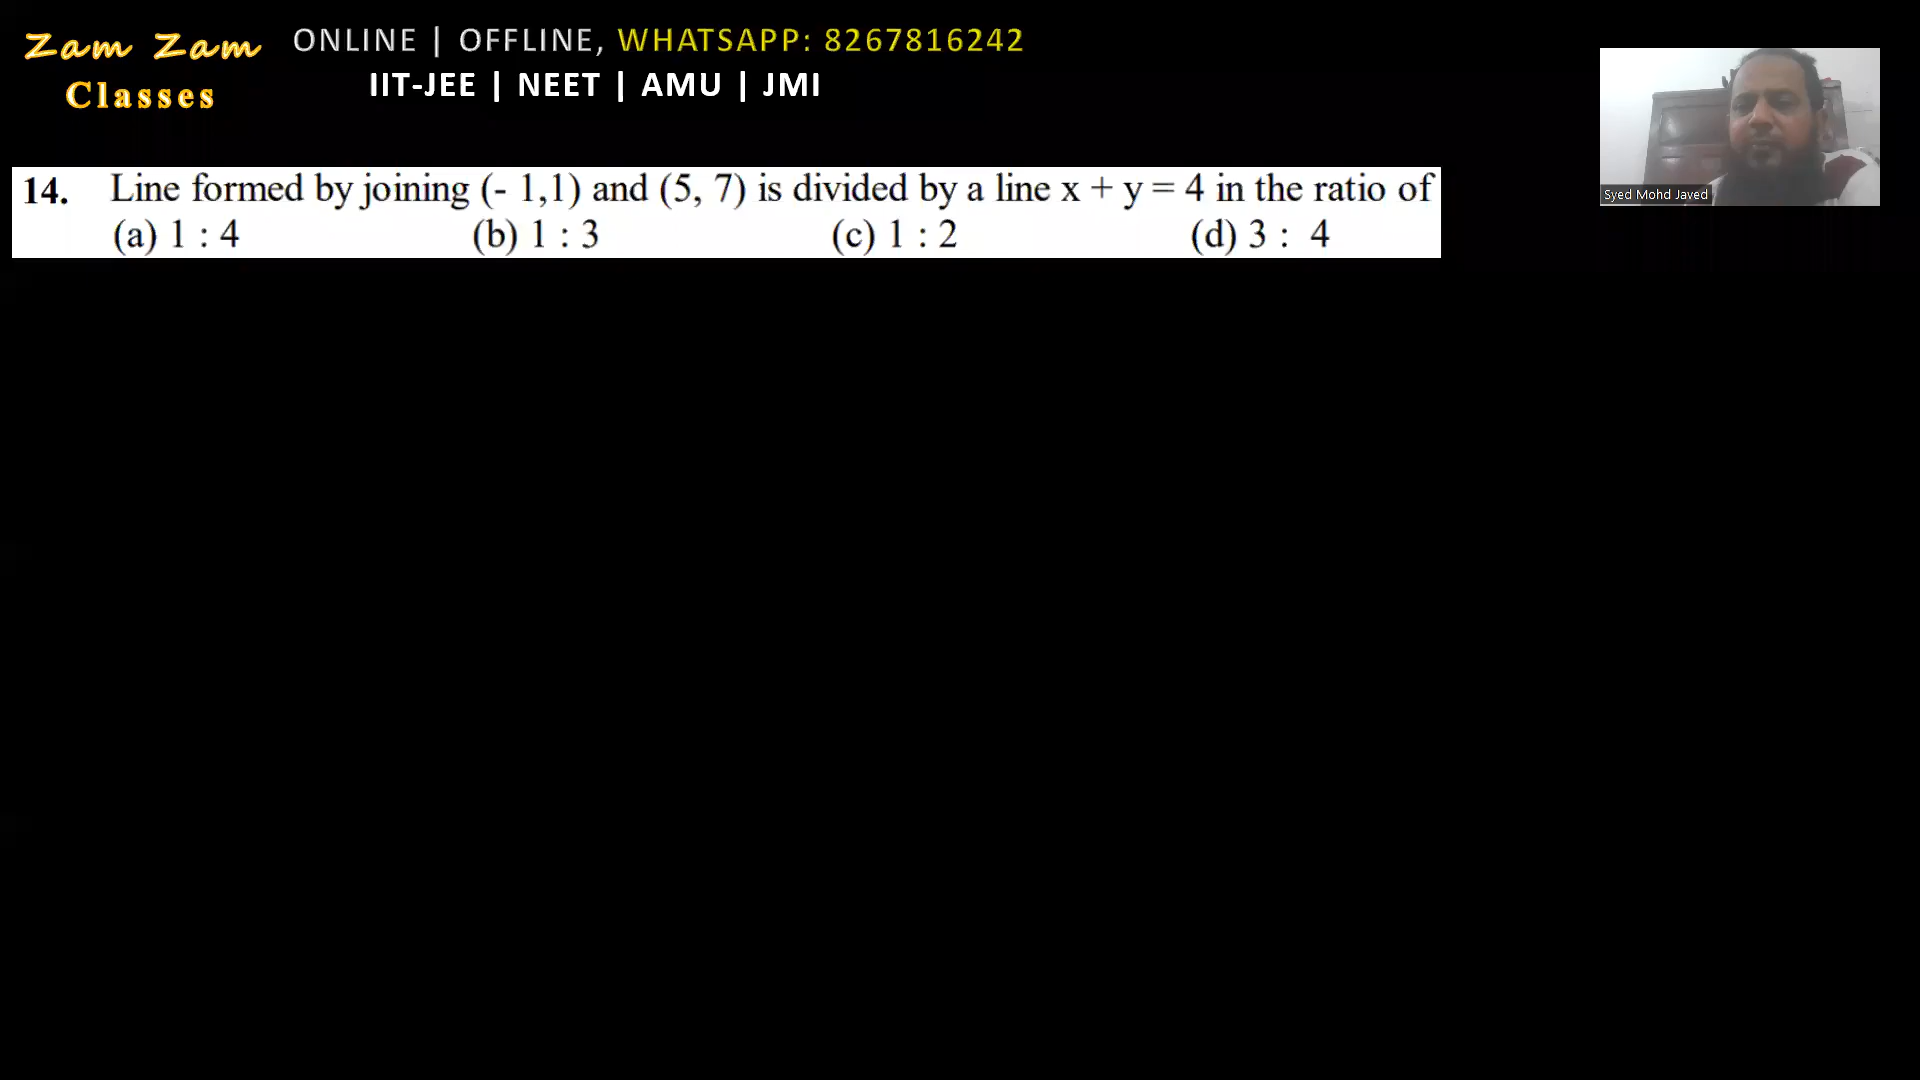 Zam Zam
Classes
ONLINE | OFFLINE, WHATSAPP: 8267816242
IIT-JEE | NEET | AMU | JMI
Syed Mohd Javed
14. Line formed by joining (- 1,1) and (5, 7) is divided by a line x + y = 4 in the ratio of
(a) 1 : 4 (b) 1 : 3 (c) 1 : 2 (d) 3 : 4